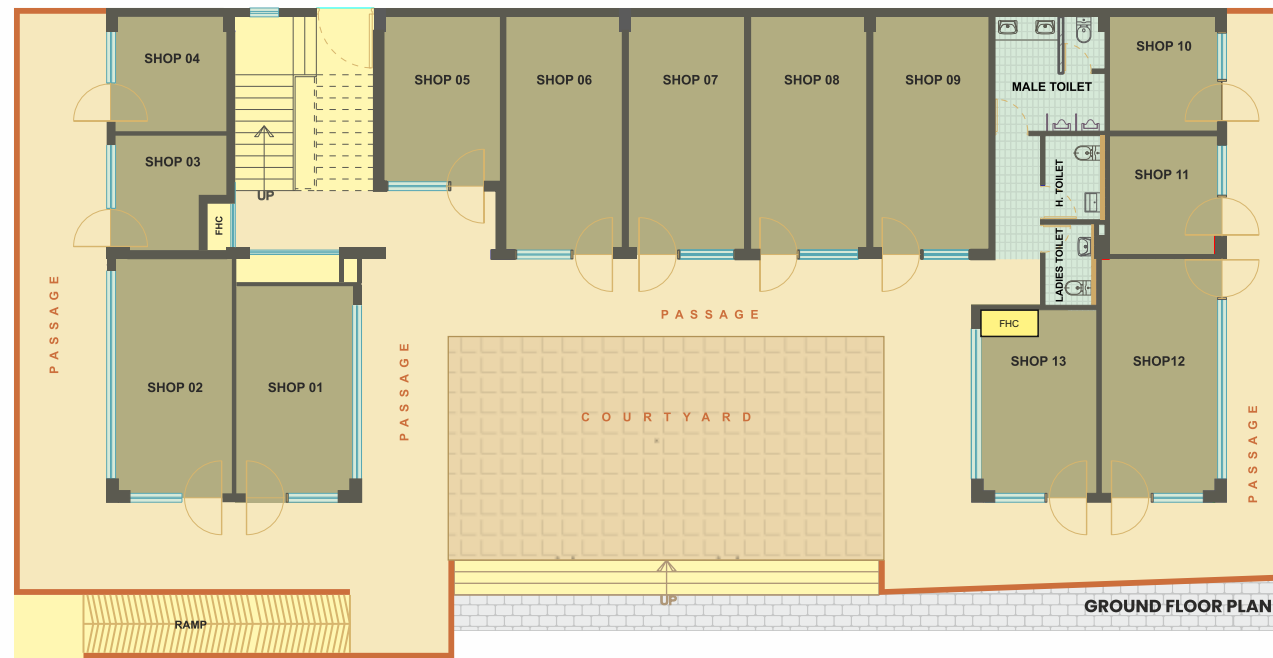 SHOP 04
SHOP 05
SHOP 06
SHOP 07
SHOP 08
SHOP 09
MALE TOILET
SHOP 10
SHOP 03
UP
FHC
H. TOILET
SHOP 11
LADIES TOILET
PASSAGE
PASSAGE
PASSAGE
FHC
SHOP 02
SHOP 01
COURTYARD
SHOP 13
SHOP12
PASSAGE
UP
RAMP
GROUND FLOOR PLAN